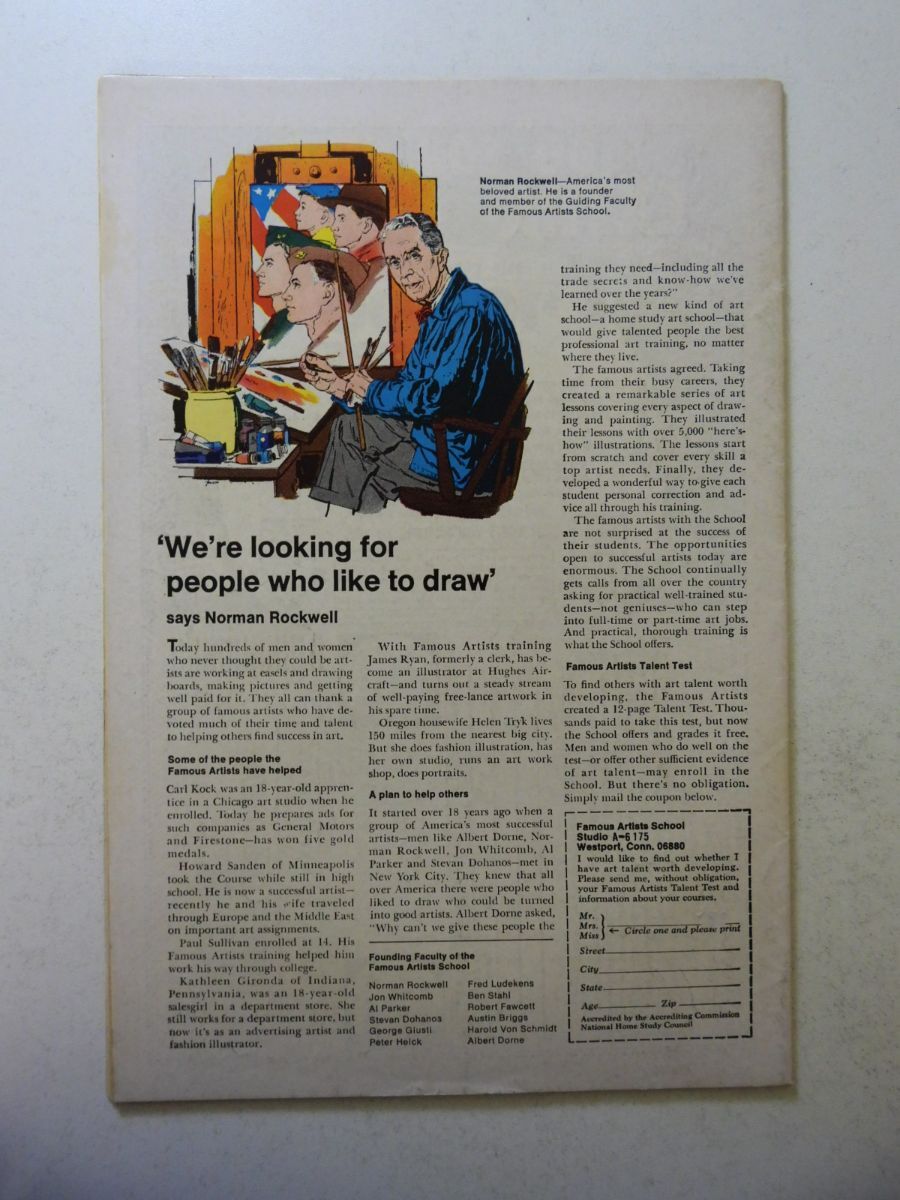 Norman Rockwell—America's most
beloved artist. He is a founder
and member of the Guiding Faculty
of the Famous Artists School.
'We're looking for
people who like to draw'
says Norman Rockwell
Today hundreds of men and women
who never thought they could be art-
ists are working at easels and drawing
boards, making pictures and getting
well paid for it. They all can thank a
group of famous artists who have de-
voted much of their time and talent
to helping others find success in art.
Some of the people the
Famous Artists have helped
Carl Kock was an 18-year-old appren-
tice in a Chicago art studio when he
enrolled. Today he prepares ads for
such companies as General Motors
and Firestone—has won five gold
medals.
Howard Sanden of Minneapolis
took the Course while still in high
school. He is now a successful artist—
recently he and his wife traveled
through Europe and the Middle East
on important art assignments.
Paul Sullivan enrolled at 14. His
Famous Artists training helped him
work his way through college.
Kathleen Gironda of Indiana,
Pennsylvania, was an 18-year-old
salesgirl in a department store. She
still works for a department store, but
now it's as an advertising artist and
fashion illustrator.
With Famous Artists training
James Ryan, formerly a clerk, has be-
come an illustrator at Hughes Air-
craft—and turns out a steady stream
of well-paying free-lance artwork in
his spare time.
Oregon housewife Helen Tryk lives
150 miles from the nearest big city.
But she does fashion illustration, has
her own studio, runs an art work
shop, does portraits.
A plan to help others
It started over 18 years ago when a
group of America's most successful
artists—men like Albert Dorne, Nor-
man Rockwell, Jon Whitcomb, Al
Parker and Stevan Dohanos—met in
New York City. They knew that all
over America there were people who
liked to draw who could be turned
into good artists. Albert Dorne asked,
"Why can't we give these people the
Founding Faculty of the
Famous Artists School
Norman Rockwell
Jon Whitcomb
Al Parker
Stevan Dohanos
George Giusti
Peter Helck
Fred Ludekens
Ben Stahl
Robert Fawcett
Austin Briggs
Harold Von Schmidt
Albert Dorne
training they need—including all the
trade secrets and know-how we've
learned over the years?"
He suggested a new kind of art
school—a home study art school—that
would give talented people the best
professional art training, no matter
where they live.
The famous artists agreed. Taking
time from their busy careers, they
created a remarkable series of art
lessons covering every aspect of draw-
ing and painting. They illustrated
their lessons with over 5,000 "here's-
how" illustrations. The lessons start
from scratch and cover every skill a
top artist needs. Finally, they de-
veloped a wonderful way to give each
student personal correction and ad-
vice all through his training.
The famous artists with the School
are not surprised at the success of
their students. The opportunities
open to successful artists today are
enormous. The School continually
gets calls from all over the country
asking for practical well-trained stu-
dents—not geniuses—who can step
into full-time or part-time art jobs.
And practical, thorough training is
what the School offers.
Famous Artists Talent Test
To find others with art talent worth
developing, the Famous Artists
created a 12-page Talent Test. Thou-
sands paid to take this test, but now
the School offers and grades it free.
Men and women who do well on the
test—or offer other sufficient evidence
of art talent—may enroll in the
School. But there's no obligation.
Simply mail the coupon below.
Famous Artists School
Studio A-6175
Westport, Conn. 06880
I would like to find out whether I
have art talent worth developing.
Please send me, without obligation,
your Famous Artists Talent Test and
information about your courses.
Mr.
Mrs.
Miss
← Circle one and please print
Street
City
State
Age Zip
Accredited by the Accrediting Commission
National Home Study Council